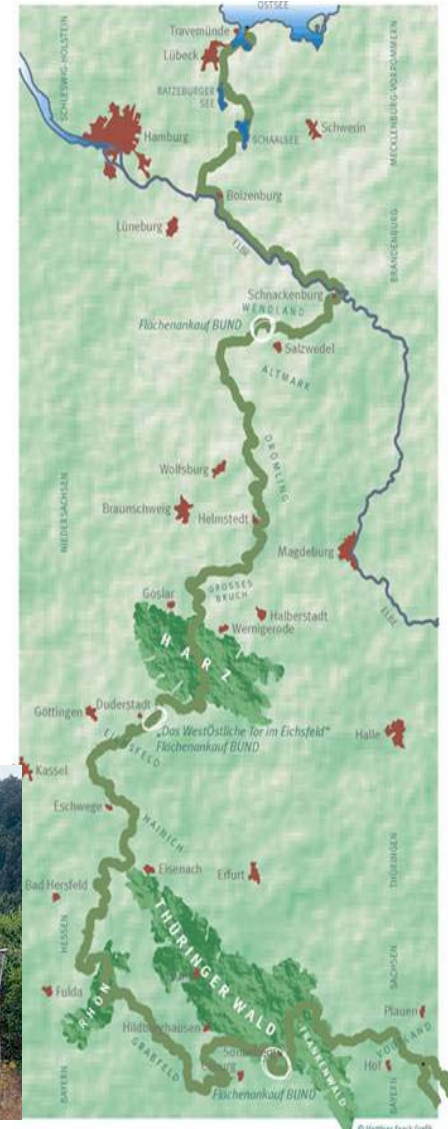 OSTSEE
Travemünde
Lübeck
SCHLESWIG-HOLSTEIN
MECKLENBURG-VORPOMMERN
RATZEBURGER
SEE
SCHAALSEE
Schwerin
Hamburg
Boizenburg
Lüneburg
ELBE
BRANDENBURG
Schnackenburg
WENDLAND
Flächenankauf BUND
Salzwedel
ALTMARK
DRÖMLING
Wolfsburg
NIEDERSACHSEN
Braunschweig
Helmstedt
Magdeburg
GROSSES
BRUCH
Goslar
Halberstadt
ELBE
Wernigerode
HARZ
Göttingen
Duderstadt
„Das WestÖstliche Tor im Eichsfeld"
Flächenankauf BUND
EICHSFELD
Halle
Kassel
Eschwege
HAINICH
Eisenach
Erfurt
THÜRINGEN
Bad Hersfeld
HESSEN
THÜRINGER WALD
SACHSEN
Fulda
RHÖN
Hildburghausen
Plauen
VOGTLAND
FRANKENWALD
GRABFELD
Hof
BAYERN
Flächenankauf BUND
BAYERN